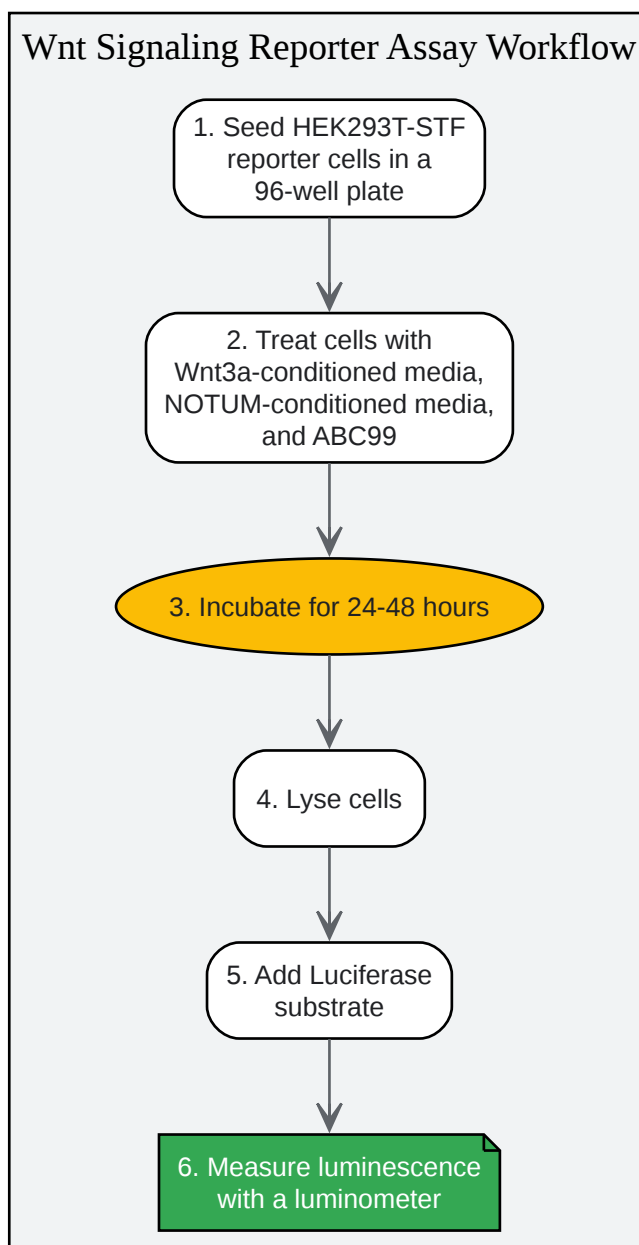 Wnt Signaling Reporter Assay Workflow
1. Seed HEK293T-STF
reporter cells in a
96-well plate
2. Treat cells with
Wnt3a-conditioned media,
NOTUM-conditioned media,
and ABC99
3. Incubate for 24-48 hours
4. Lyse cells
5. Add Luciferase
substrate
6. Measure luminescence
with a luminometer